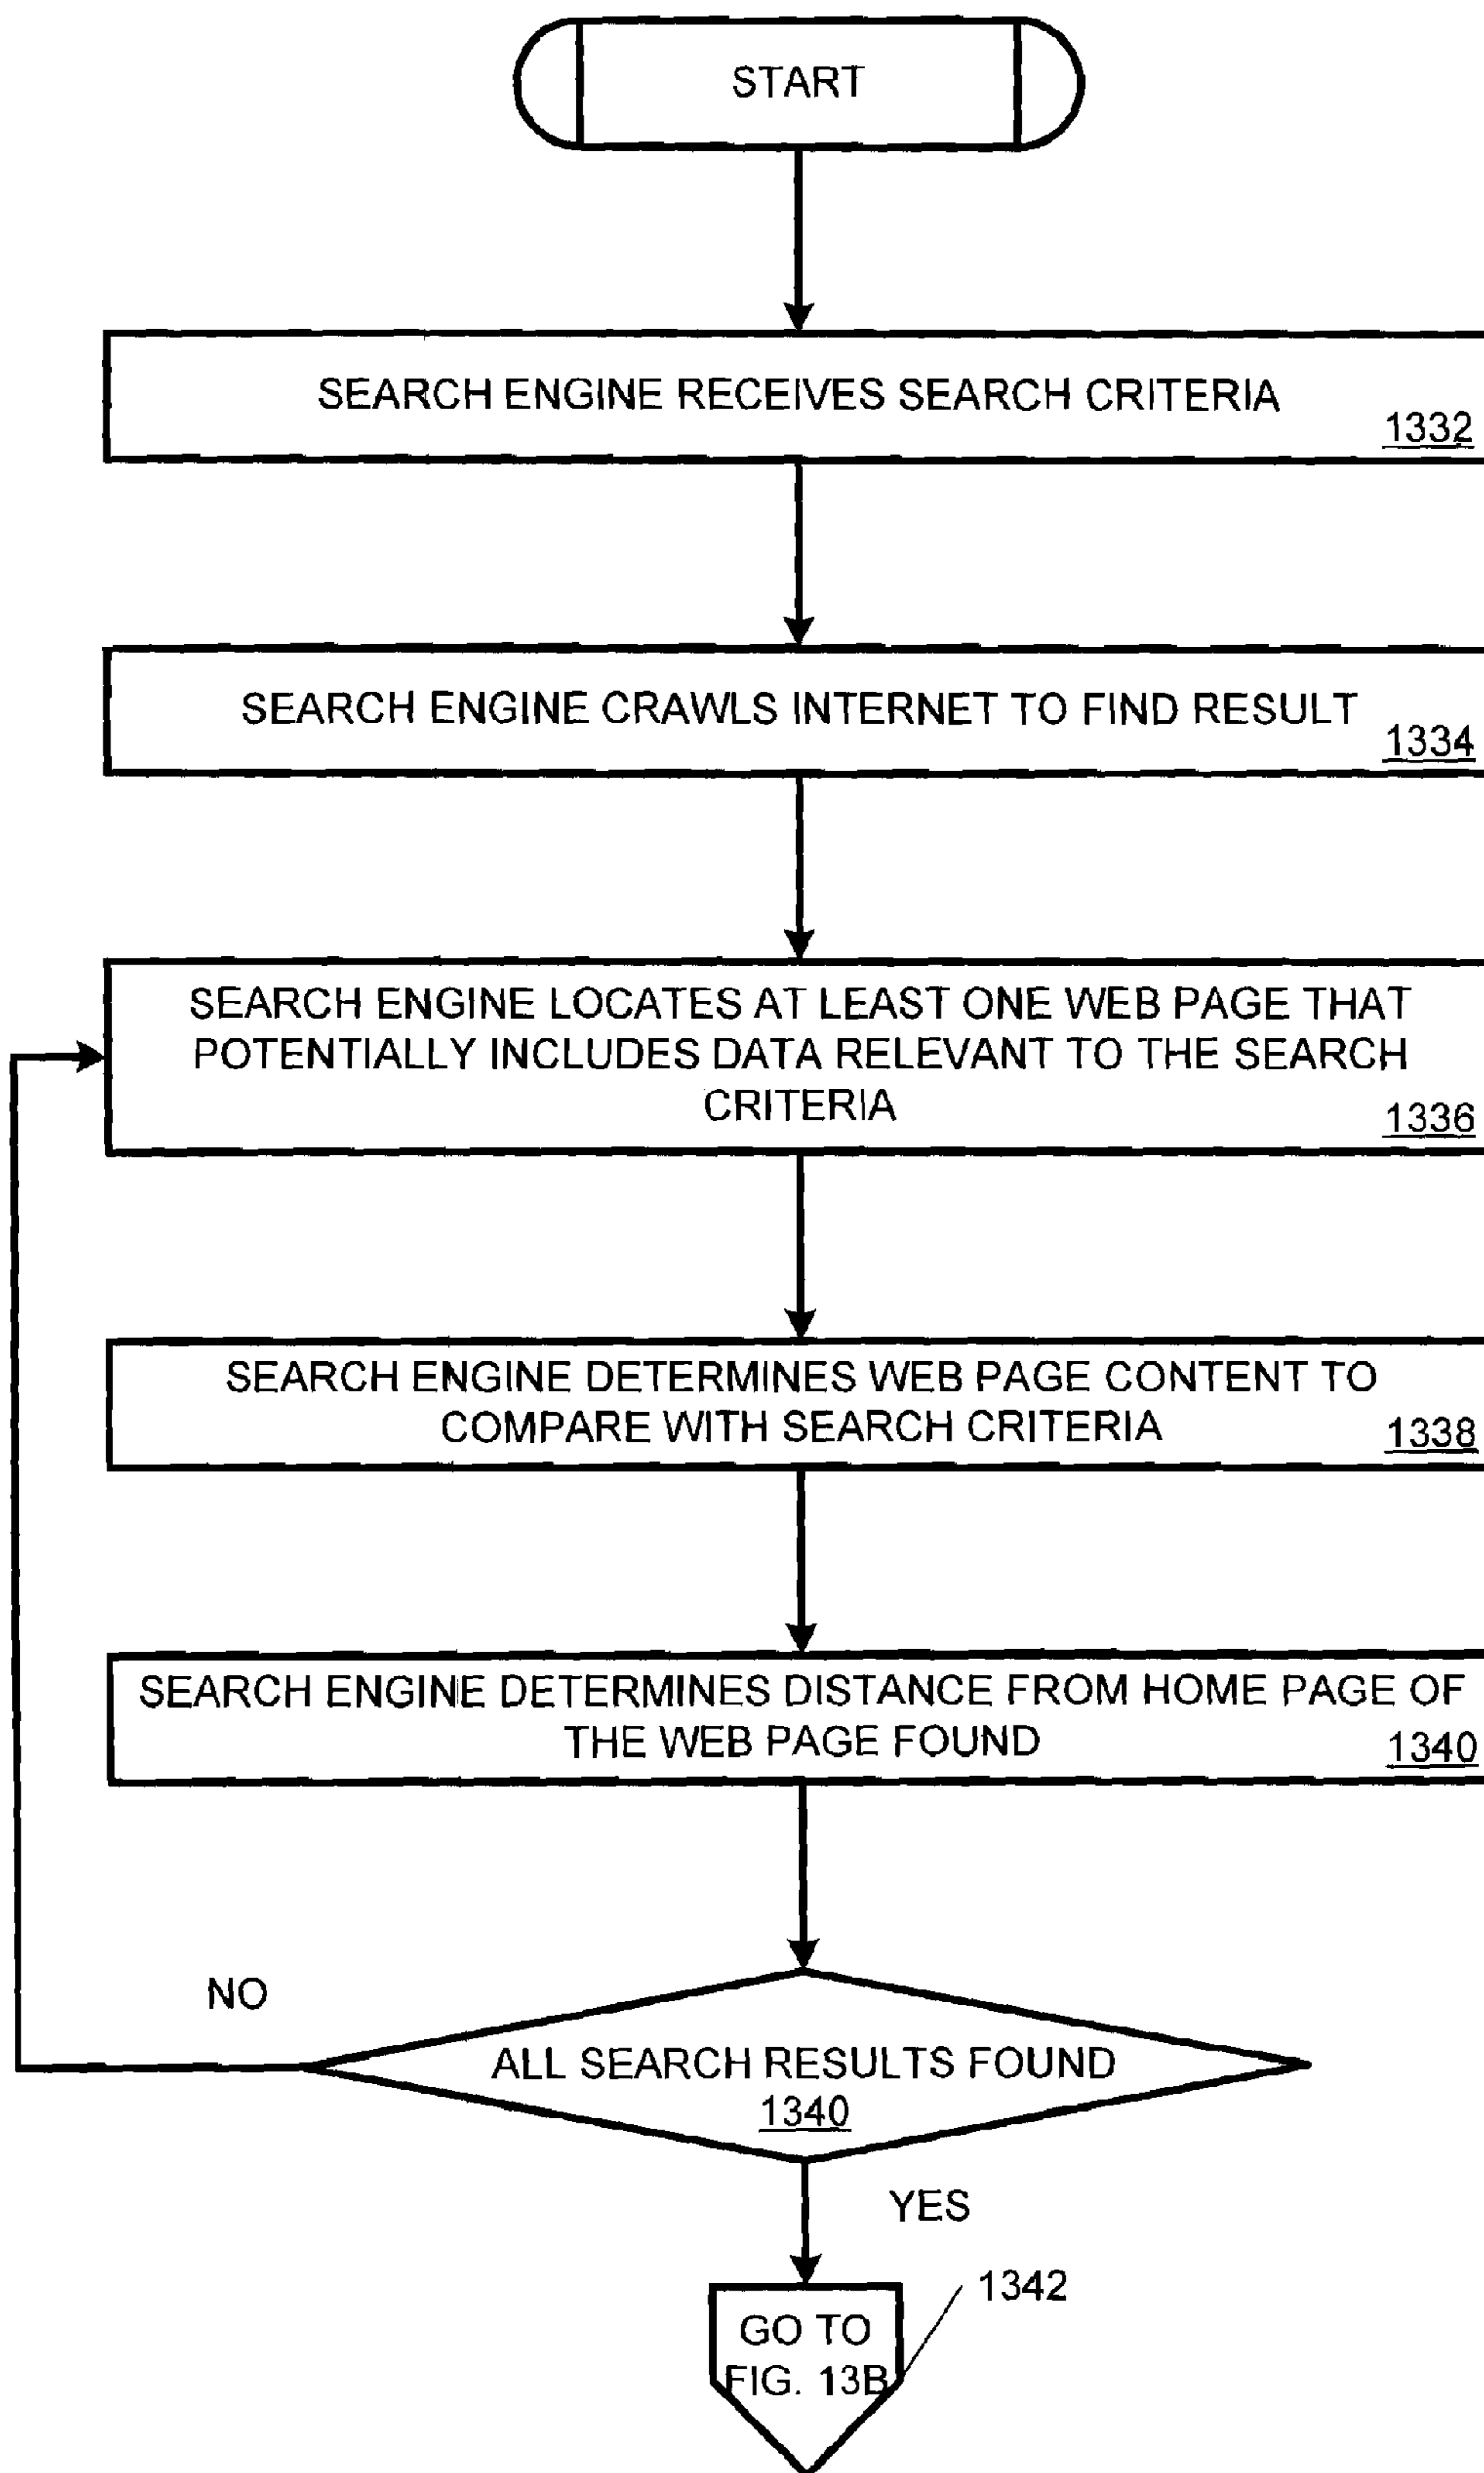 START
SEARCH ENGINE RECEIVES SEARCH CRITERIA
1332
SEARCH ENGINE CRAWLS INTERNET TO FIND RESULT
1334
SEARCH ENGINE LOCATES AT LEAST ONE WEB PAGE THAT
POTENTIALLY INCLUDES DATA RELEVANT TO THE SEARCH
CRITERIA
1336
SEARCH ENGINE DETERMINES WEB PAGE CONTENT TO
COMPARE WITH SEARCH CRITERIA
1338
SEARCH ENGINE DETERMINES DISTANCE FROM HOME PAGE OF
THE WEB PAGE FOUND
1340
NO
ALL SEARCH RESULTS FOUND
1340
YES
1342
GO TO
FIG. 13B